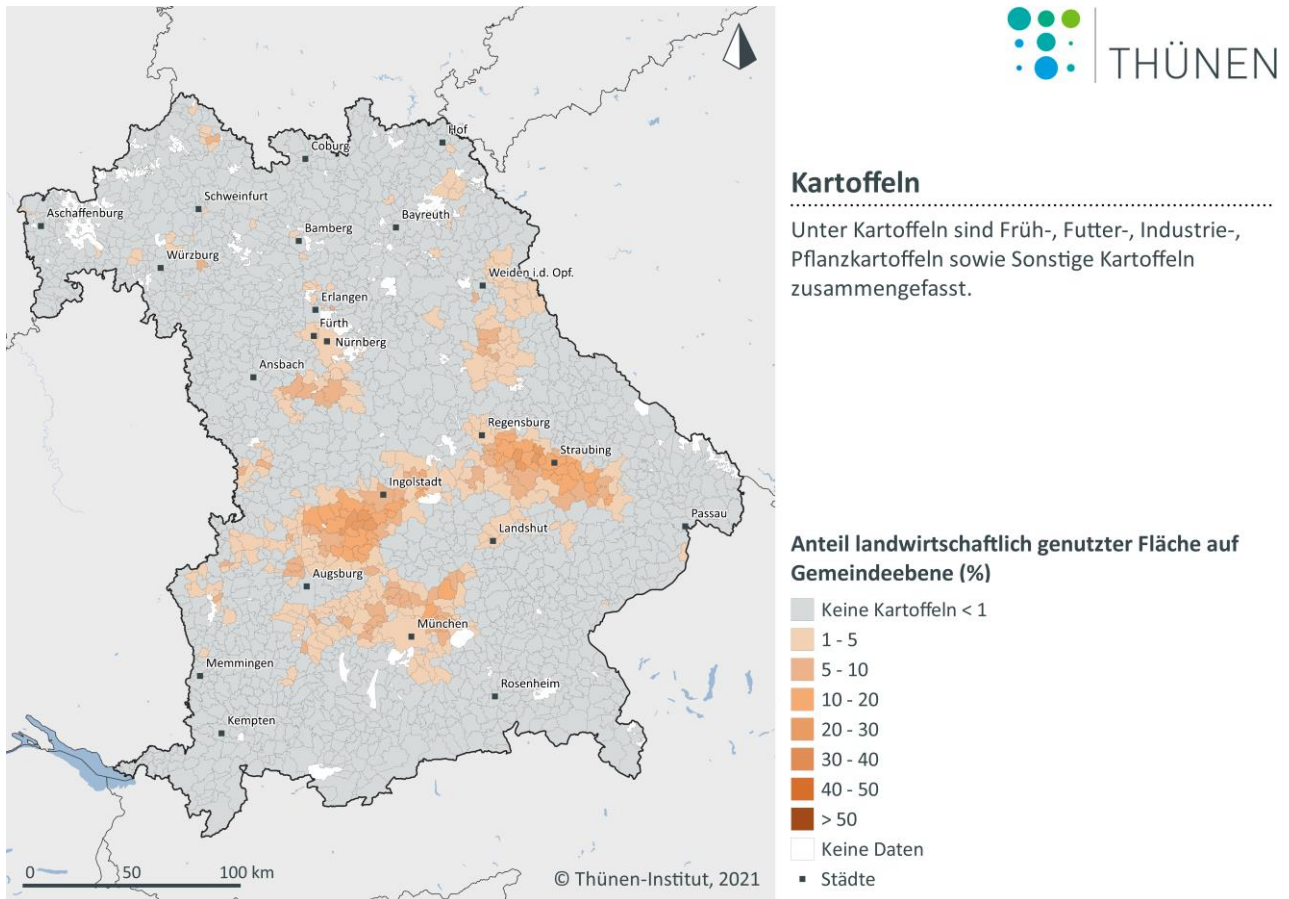 THÜNEN
Hof
Coburg
Schweinfurt
Aschaffenburg
Bayreuth
Bamberg
Würzburg
Weiden i.d. Opf.
Erlangen
Fürth
Nürnberg
Ansbach
Regensburg
Straubing
Ingolstadt
Passau
Landshut
Augsburg
München
Memmingen
Rosenheim
Kempten
0 50 100 km
© Thünen-Institut, 2021
Kartoffeln
Unter Kartoffeln sind Früh-, Futter-, Industrie-,
Pflanzkartoffeln sowie Sonstige Kartoffeln
zusammengefasst.
Anteil landwirtschaftlich genutzter Fläche auf
Gemeindeebene (%)
Keine Kartoffeln < 1
1 - 5
5 - 10
10 - 20
20 - 30
30 - 40
40 - 50
> 50
Keine Daten
Städte